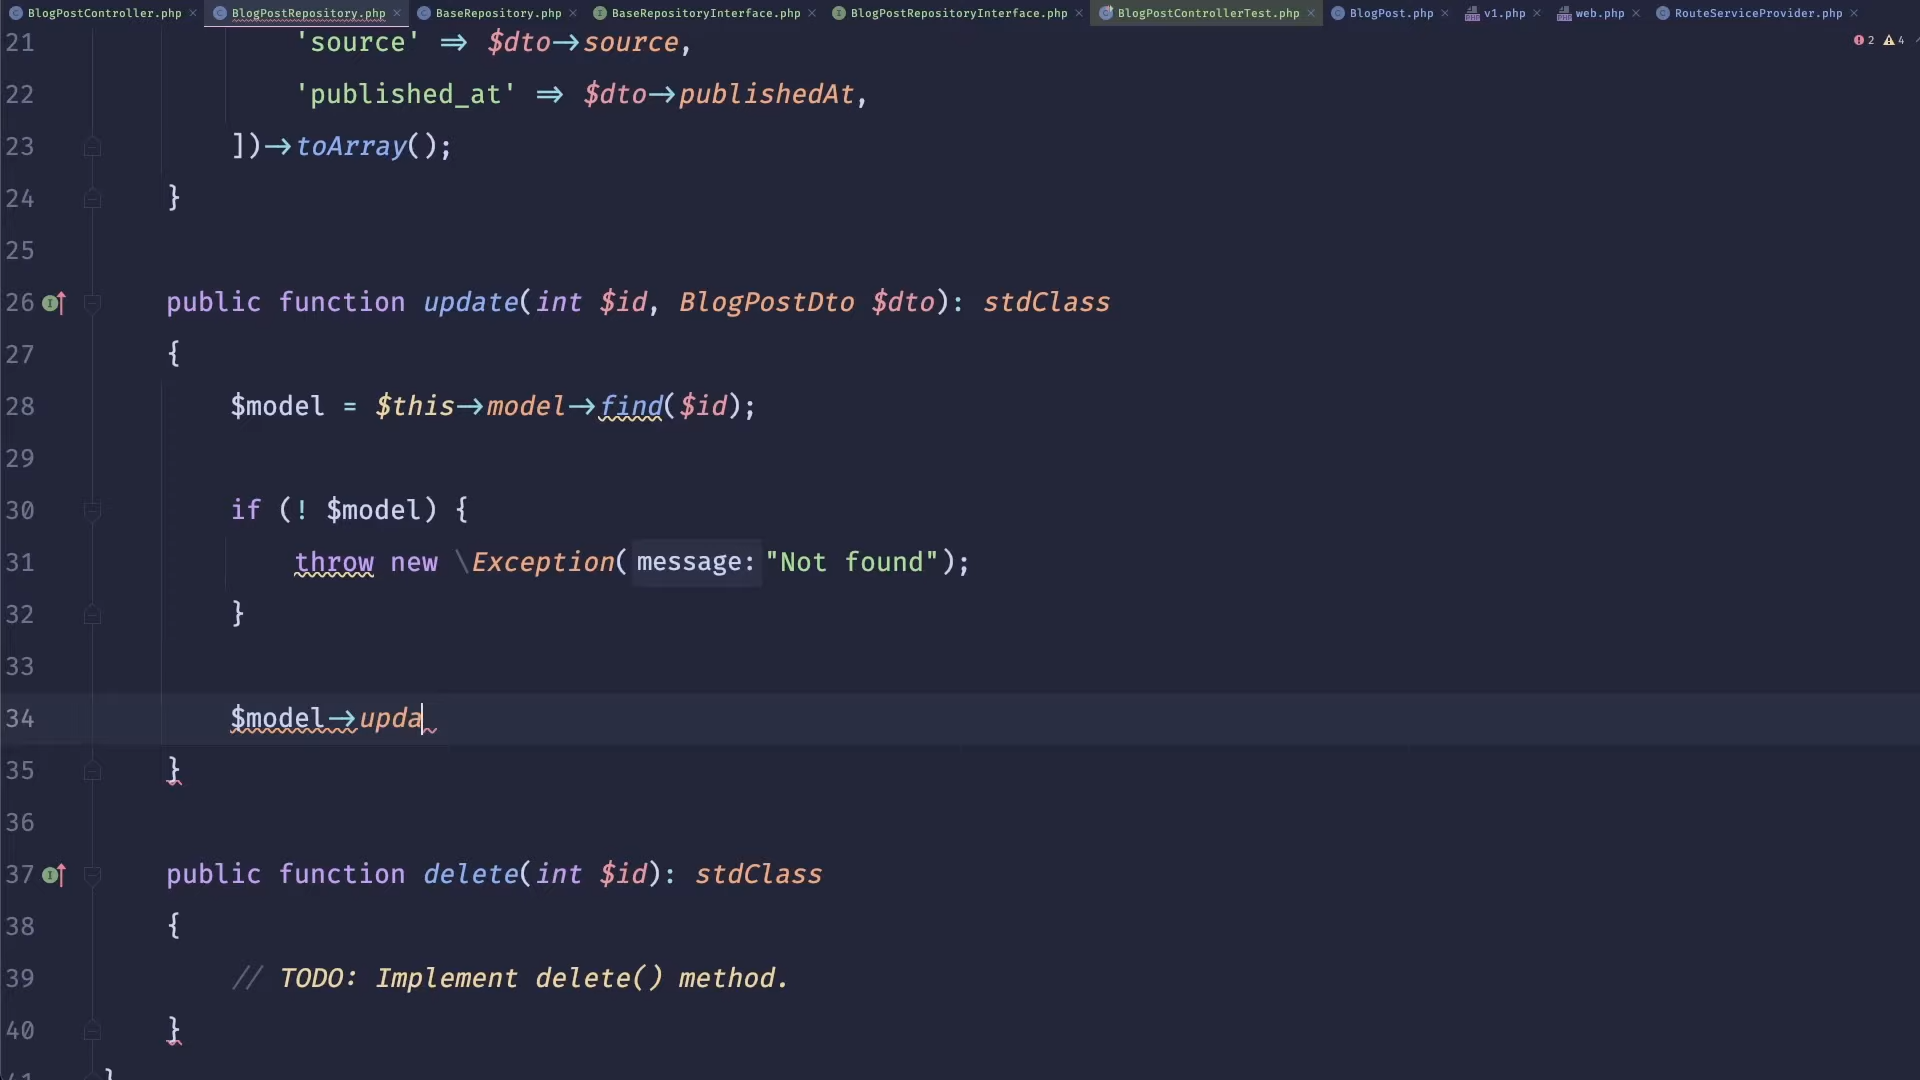 BlogPostController.php BlogPostRepository.php BaseRepository.php BaseRepositoryInterface.php BlogPostRepositoryInterface.php BlogPostControllerTest.php BlogPost.php v1.php web.php RouteServiceProvider.php
2 4
21 'source' => $dto->source,
22 'published_at' => $dto->publishedAt,
23 ])->toArray();
24 }
25
26 public function update(int $id, BlogPostDto $dto): stdClass
27 {
28 $model = $this->model->find($id);
29
30 if (! $model) {
31 throw new \Exception( message: "Not found");
32 }
33
34 $model->upda
35 }
36
37 public function delete(int $id): stdClass
38 {
39 // TODO: Implement delete() method.
40 }
41 }